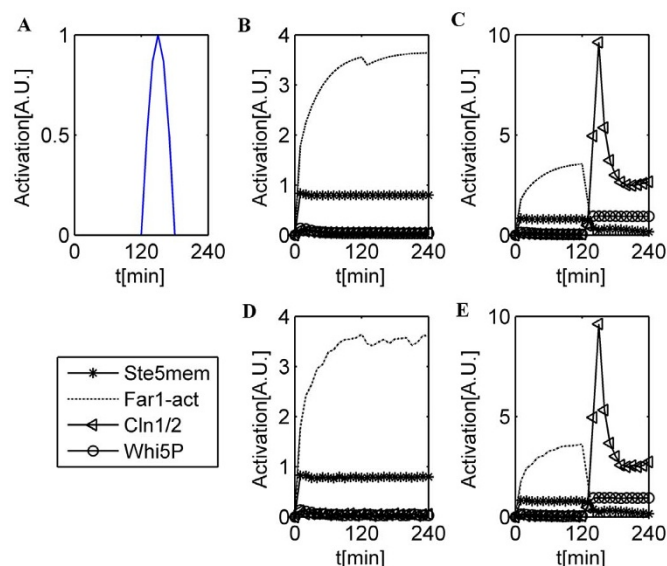 A
Activation[A.U.]
1
0.5
0
0
120
240
t[min]
B
Activation[A.U.]
4
3
2
1
0
0
120
240
t[min]
C
Activation[A.U.]
10
5
0
0
120
240
t[min]
Ste5mem
Far1-act
Cln1/2
Whi5P
D
Activation[A.U.]
4
3
2
1
0
0
120
240
t[min]
E
Activation[A.U.]
10
5
0
0
120
240
t[min]